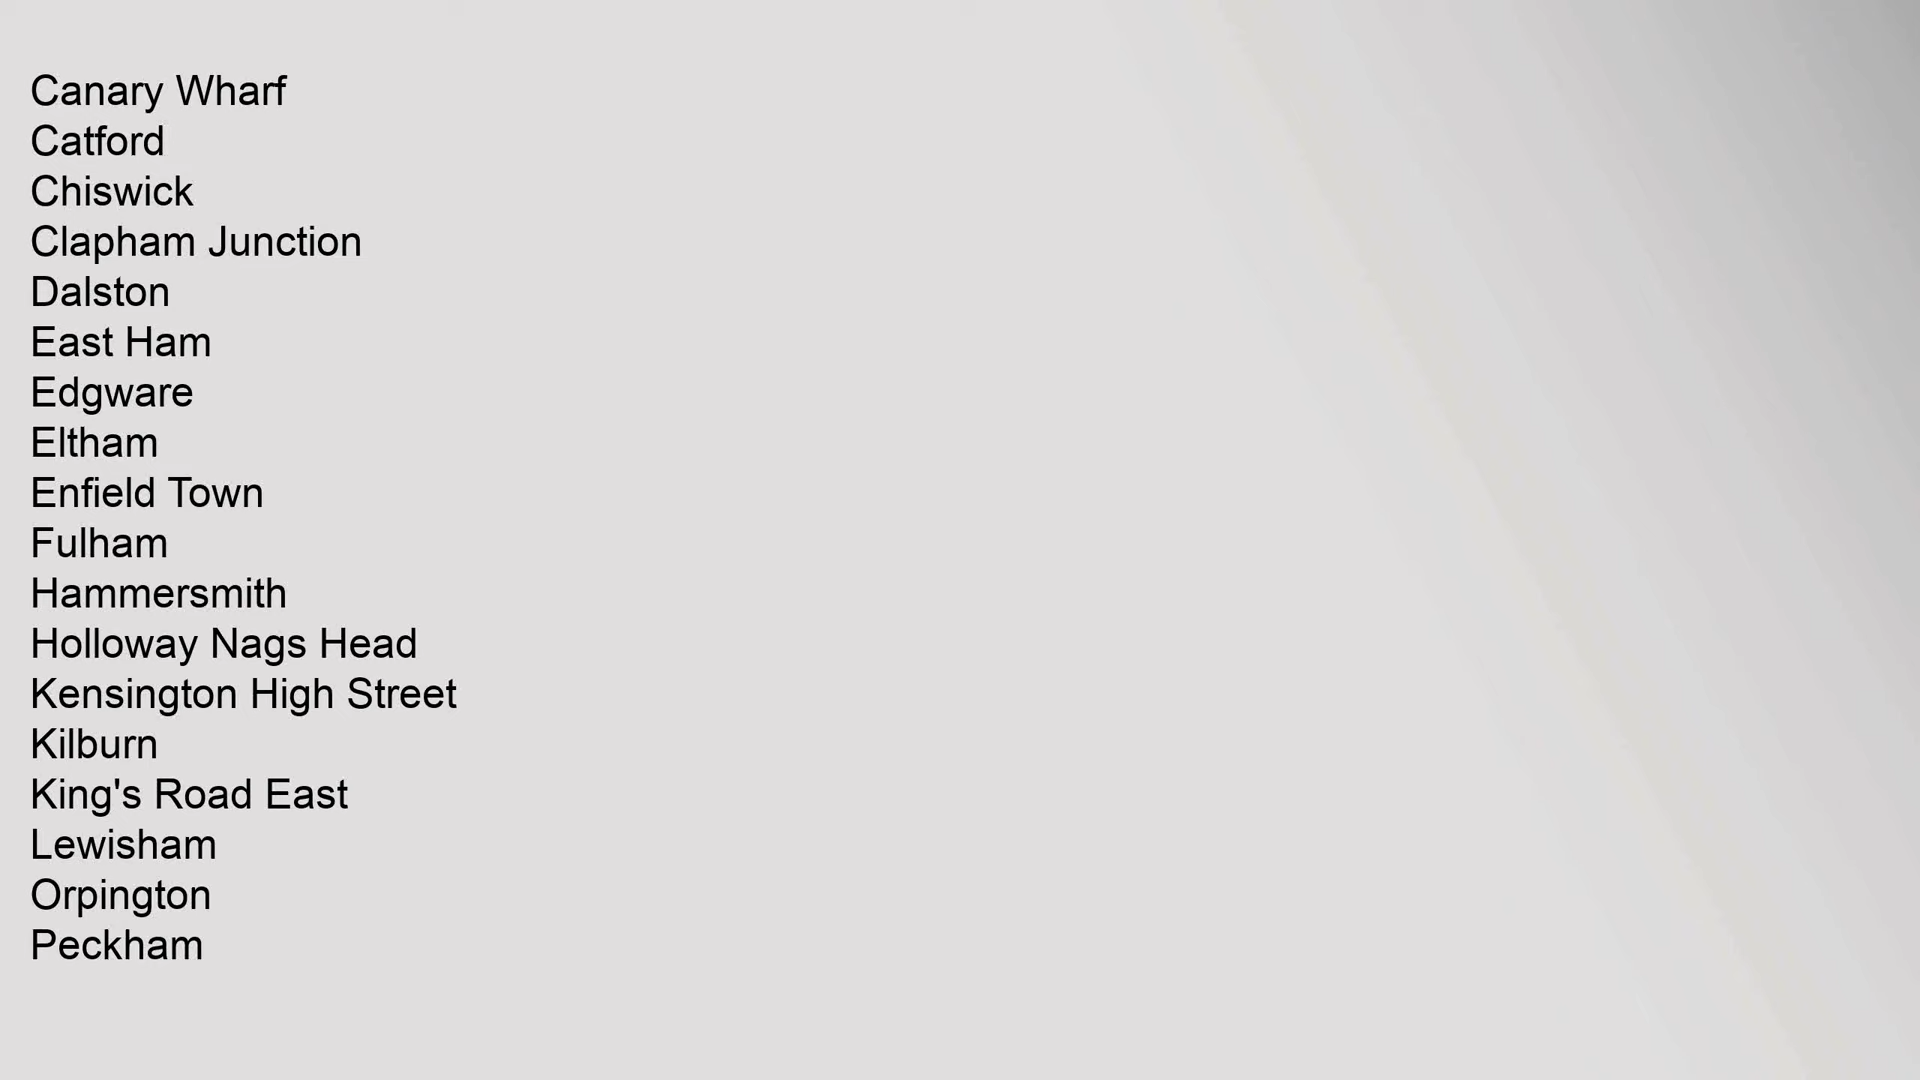 Canary Wharf
Catford
Chiswick
Clapham Junction
Dalston
East Ham
Edgware
Eltham
Enfield Town
Fulham
Hammersmith
Holloway Nags Head
Kensington High Street
Kilburn
King's Road East
Lewisham
Orpington
Peckham